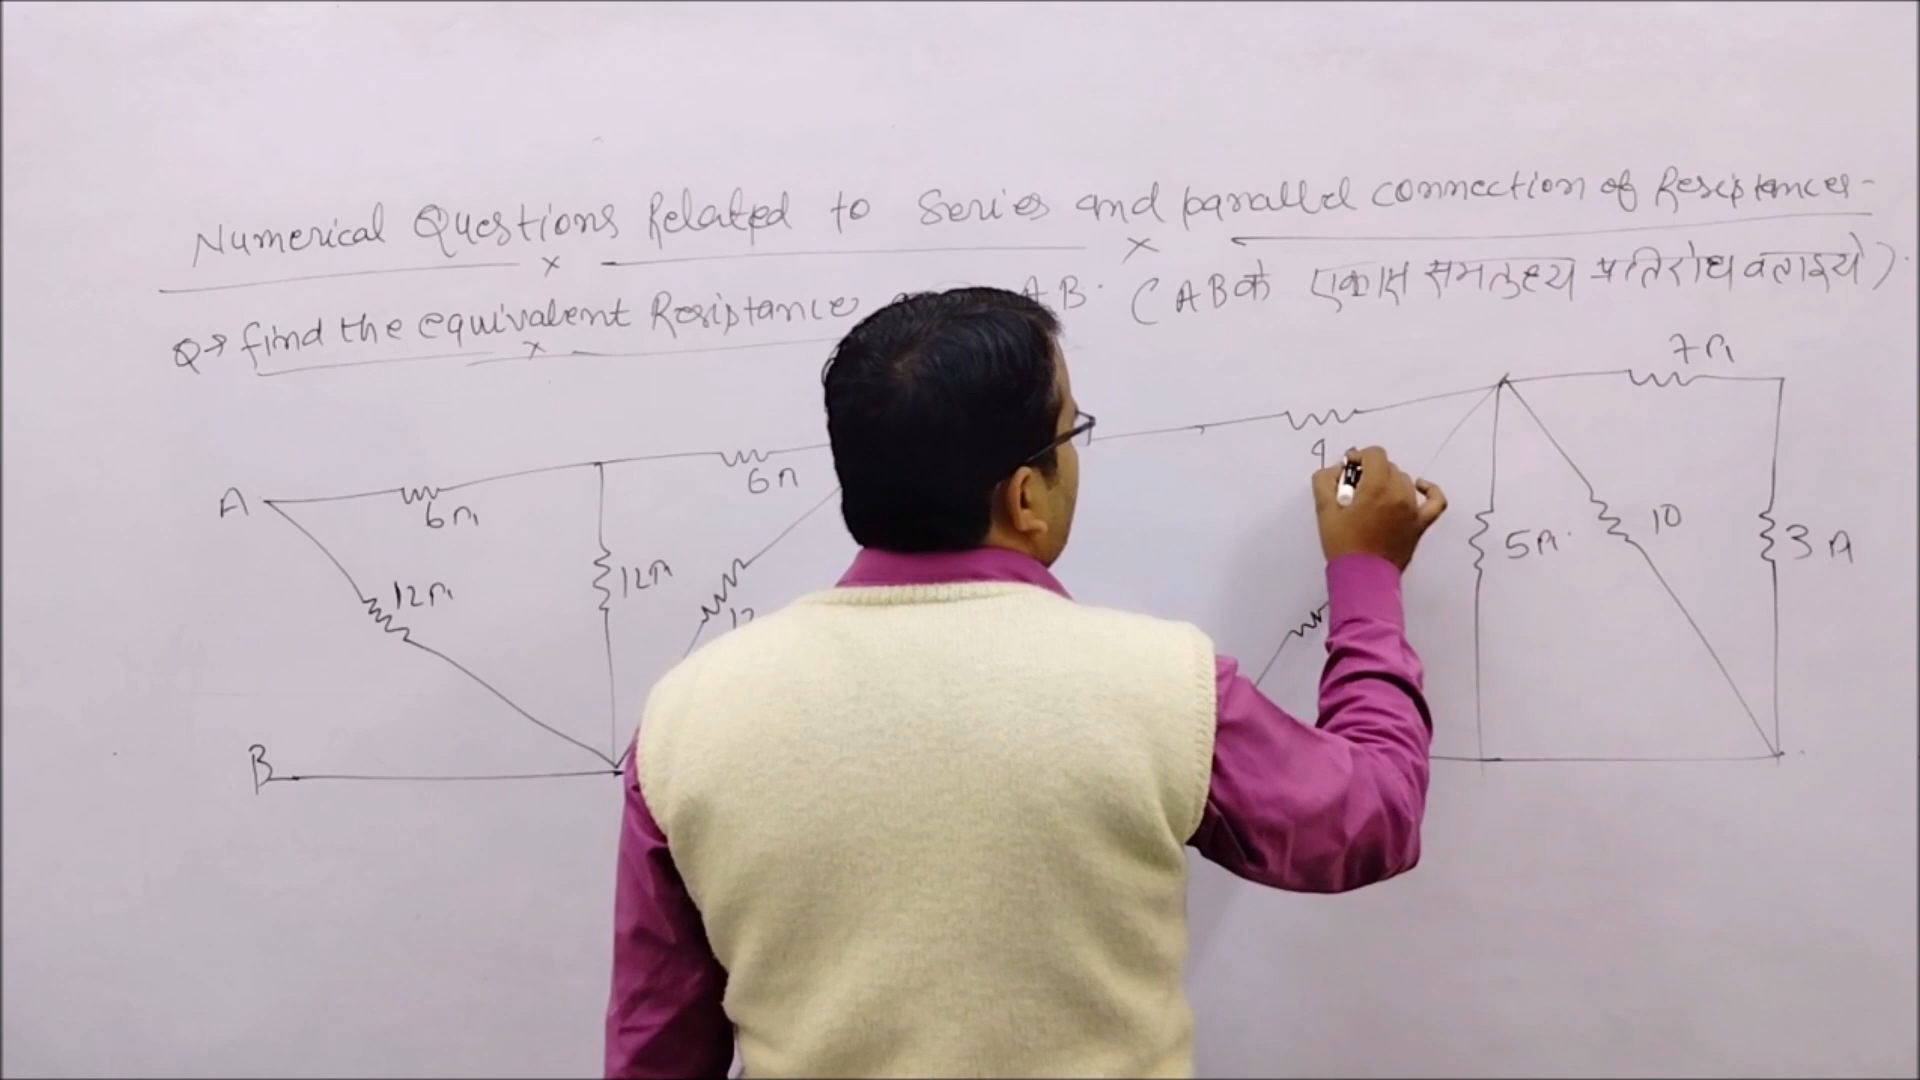 Numerical Questions Related to Series and parallel connection of Resistances-
Q→ find the equivalent Resistance AB. (AB के एकांश समतुल्य प्रतिरोध बताइये).
7Ω
A
6Ω
6Ω
12Ω
12Ω
12
5Ω
10
3Ω
B